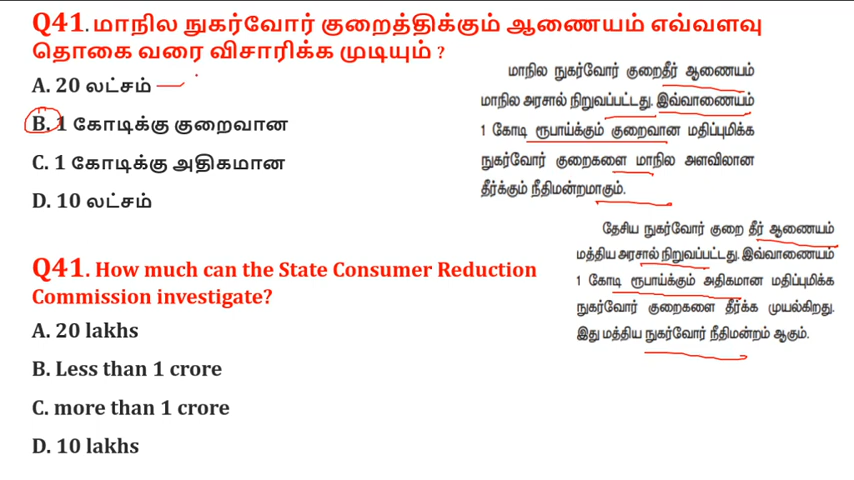 Q41. மாநில நுகர்வோர் குறைத்திக்கும் ஆணையம் எவ்வளவு
தொகை வரை விசாரிக்க முடியும் ?
A. 20 லட்சம்
B. 1 கோடிக்கு குறைவான
C. 1 கோடிக்கு அதிகமான
D. 10 லட்சம்
மாநில நுகர்வோர் குறைதீர் ஆணையம்
மாநில அரசால் நிறுவப்பட்டது. இவ்வாணையம்
1 கோடி ரூபாய்க்கும் குறைவான மதிப்புமிக்க
நுகர்வோர் குறைகளை மாநில அளவிலான
தீர்க்கும் நீதிமன்றமாகும்.
தேசிய நுகர்வோர் குறை தீர் ஆணையம்
மத்திய அரசால் நிறுவப்பட்டது. இவ்வாணையம்
1 கோடி ரூபாய்க்கும் அதிகமான மதிப்புமிக்க
நுகர்வோர் குறைகளை தீர்க்க முயல்கிறது.
இது மத்திய நுகர்வோர் நீதிமன்றம் ஆகும்.
Q41. How much can the State Consumer Reduction
Commission investigate?
A. 20 lakhs
B. Less than 1 crore
C. more than 1 crore
D. 10 lakhs